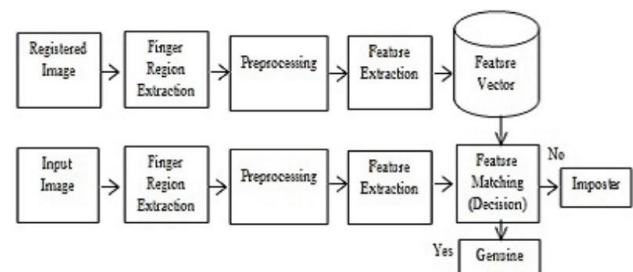 Registered
Image
Finger
Region
Extraction
Preprocessing
Feature
Extraction
Feature
Vector
Input
Image
Finger
Region
Extraction
Preprocessing
Feature
Extraction
Feature
Matching
(Decision)
No
Imposter
Yes
Genuine